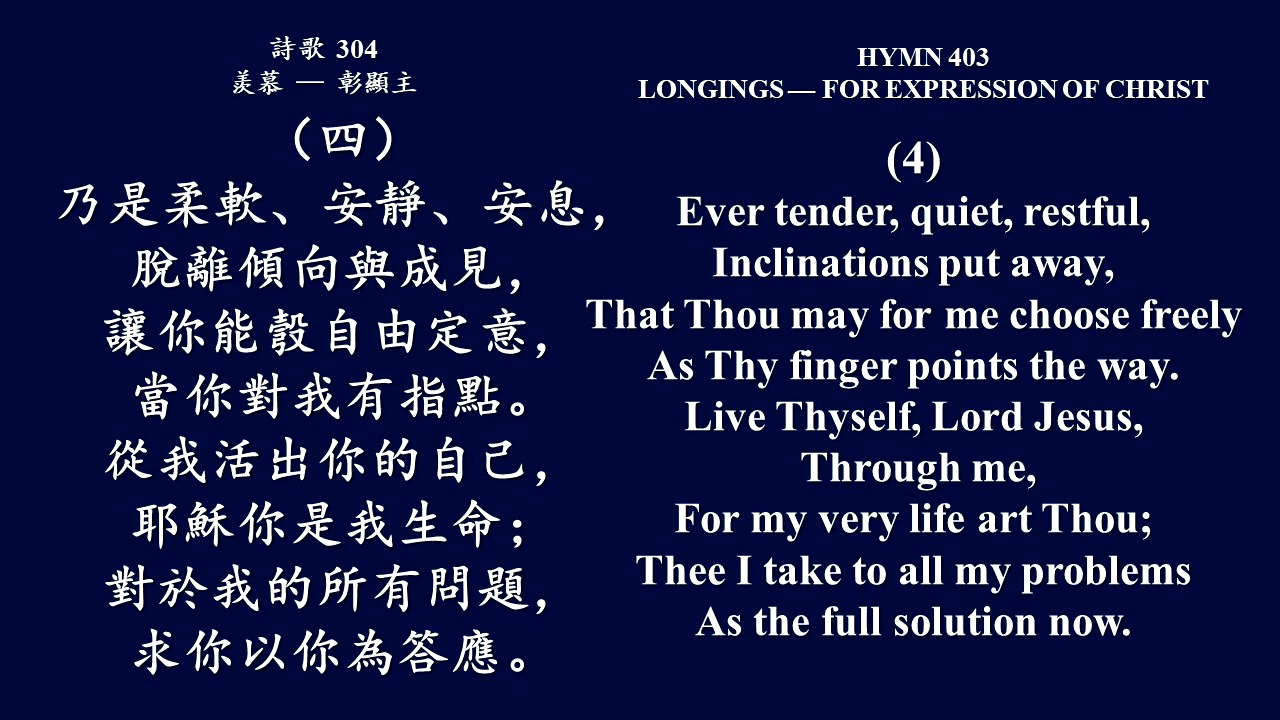 詩歌 304
羨慕 — 彰顯主
（四）
乃是柔軟、安靜、安息，
脫離傾向與成見，
讓你能彀自由定意，
當你對我有指點。
從我活出你的自己，
耶穌你是我生命；
對於我的所有問題，
求你以你為答應。
HYMN 403
LONGINGS — FOR EXPRESSION OF CHRIST
(4)
Ever tender, quiet, restful,
Inclinations put away,
That Thou may for me choose freely
As Thy finger points the way.
Live Thyself, Lord Jesus,
Through me,
For my very life art Thou;
Thee I take to all my problems
As the full solution now.